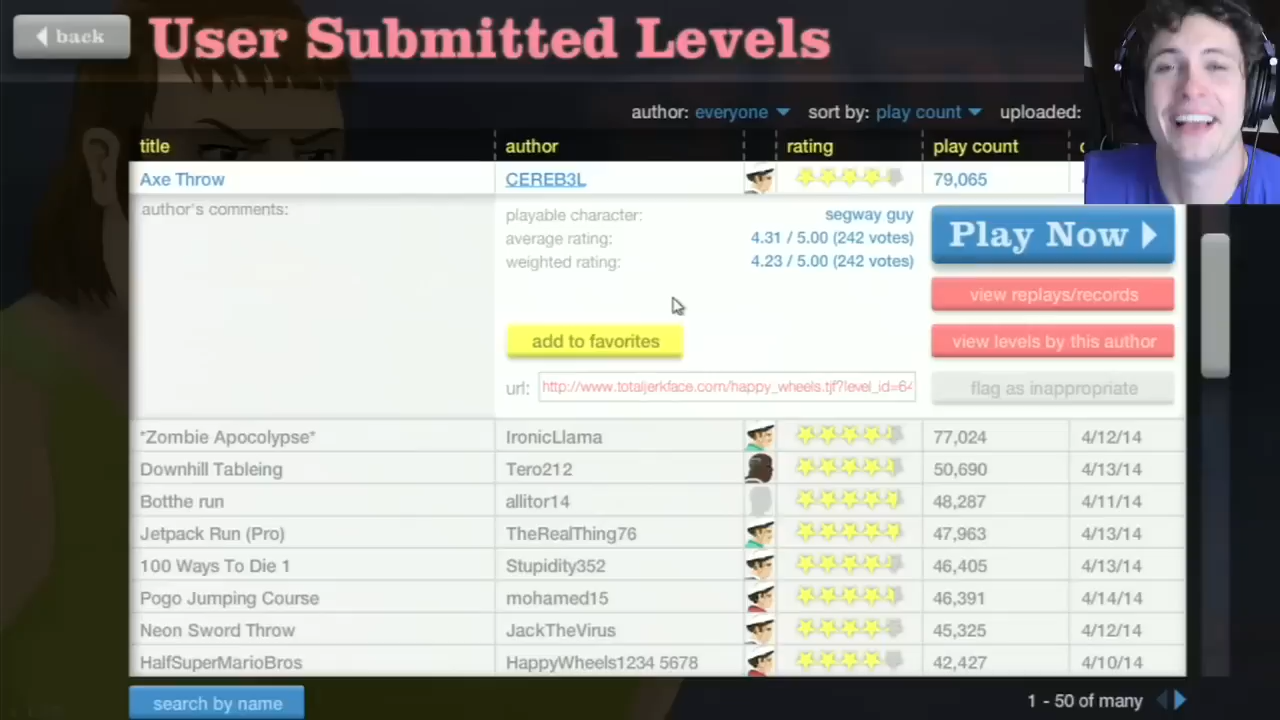 back
User Submitted Levels
author: everyone sort by: play count uploaded:
title author rating play count
Axe Throw CEREB3L 79,065
author's comments:
playable character: segway guy
average rating: 4.31 / 5.00 (242 votes)
weighted rating: 4.23 / 5.00 (242 votes)
Play Now
view replays/records
add to favorites
view levels by this author
url: http://www.totaljerkface.com/happy_wheels.tjf?level_id=64
flag as inappropriate
*Zombie Apocolypse* IronicLlama 77,024 4/12/14
Downhill Tableing Tero212 50,690 4/13/14
Botthe run allitor14 48,287 4/11/14
Jetpack Run (Pro) TheRealThing76 47,963 4/13/14
100 Ways To Die 1 Stupidity352 46,405 4/13/14
Pogo Jumping Course mohamed15 46,391 4/14/14
Neon Sword Throw JackTheVirus 45,325 4/12/14
HalfSuperMarioBros HappyWheels1234 5678 42,427 4/10/14
search by name
1 - 50 of many